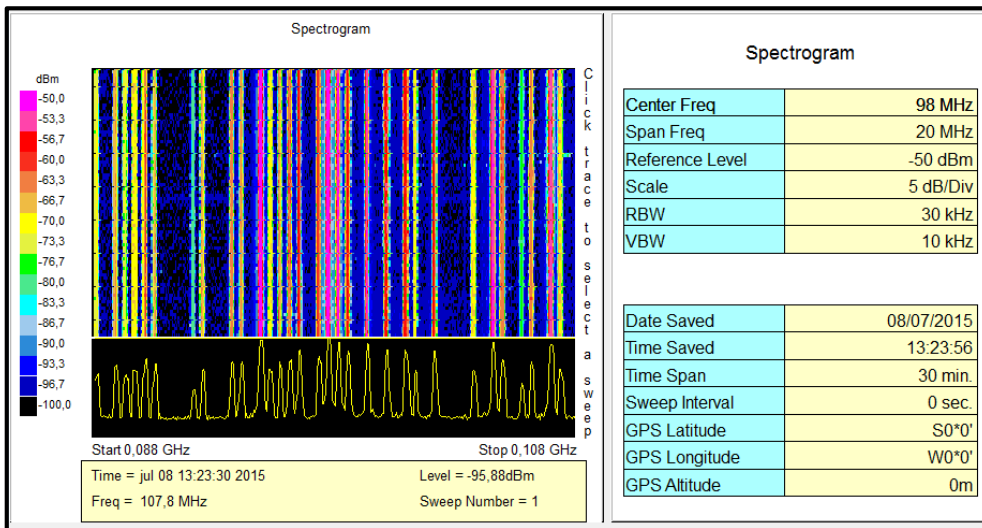 Spectrogram
dBm
-50,0
-53,3
-56,7
-60,0
-63,3
-66,7
-70,0
-73,3
-76,7
-80,0
-83,3
-86,7
-90,0
-93,3
-96,7
-100,0
Click trace to select a sweep
Start 0,088 GHz Stop 0,108 GHz
Time = jul 08 13:23:30 2015 Level = -95,88dBm
Freq = 107,8 MHz Sweep Number = 1
Spectrogram
Center Freq 98 MHz
Span Freq 20 MHz
Reference Level -50 dBm
Scale 5 dB/Div
RBW 30 kHz
VBW 10 kHz
Date Saved 08/07/2015
Time Saved 13:23:56
Time Span 30 min.
Sweep Interval 0 sec.
GPS Latitude S0*0'
GPS Longitude W0*0'
GPS Altitude 0m